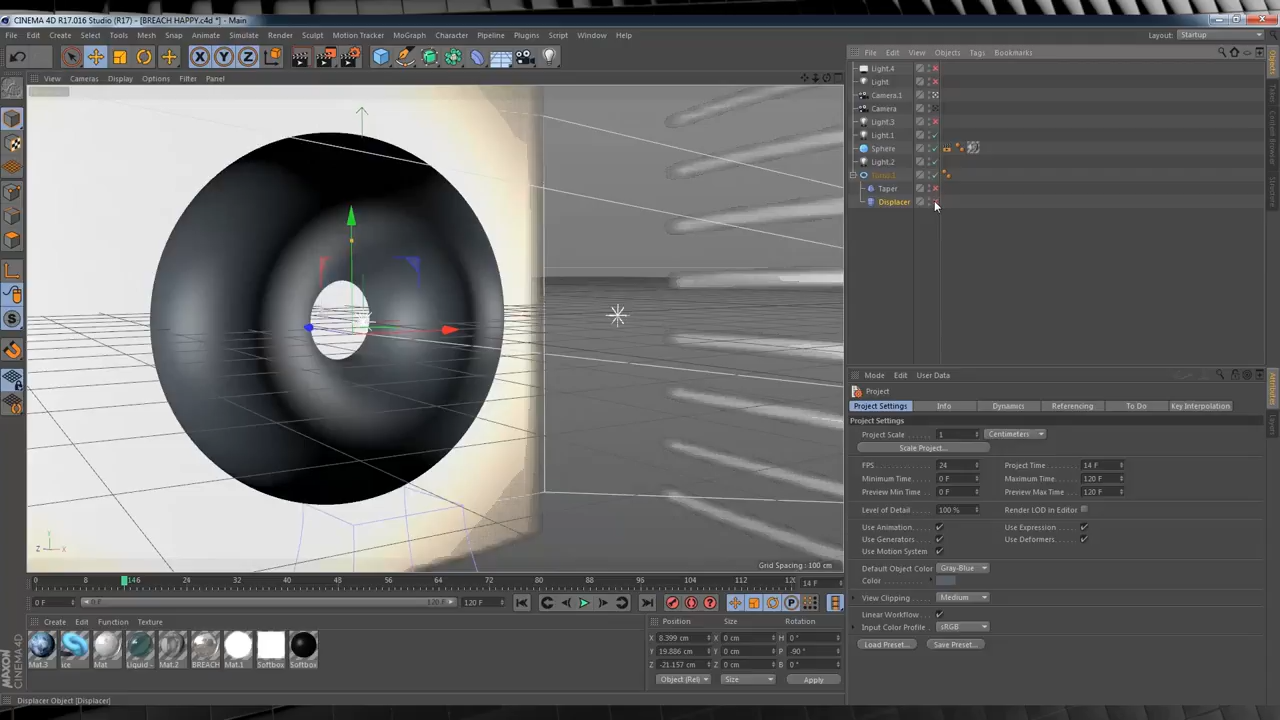 CINEMA 4D R17.016 Studio (R17) - [BREACH HAPPY.c4d *] - Main
File Edit Create Select Tools Mesh Snap Animate Simulate Render Sculpt Motion Tracker MoGraph Character Pipeline Plugins Script Window Help
Layout: Startup
X Y Z
File Edit View Objects Tags Bookmarks
View Cameras Display Options Filter Panel
Light.4
Light
Camera.1
Camera
Light.3
Light.1
Sphere
Light.2
Taper
Displacer
Objects
Content Browser
Structure
Mode Edit User Data
Project
Project Settings Info Dynamics Referencing To Do Key Interpolation
Project Settings
Project Scale 1 Centimeters
Scale Project...
FPS 24 Project Time 14 F
Minimum Time 0 F Maximum Time 120 F
Preview Min Time 0 F Preview Max Time 120 F
Level of Detail 100 % Render LOD in Editor
Use Animation Use Expression
Use Generators Use Deformers
Use Motion System
Default Object Color Gray-Blue
Color
View Clipping Medium
Linear Workflow
Input Color Profile sRGB
Load Preset... Save Preset...
Attributes
Layers
Y
Z X
Grid Spacing : 100 cm
0 8 146 24 32 40 48 56 64 72 80 88 96 104 112 120 14 F
0 F 0 F 120 F 120 F
Create Edit Function Texture
Mat.3 ice Mat Liquid - Mat.2 BREACH Mat.1 Softbox Softbox
Position Size Rotation
X 8.399 cm X 0 cm H 0 °
Y 19.886 cm Y 0 cm P -90 °
Z -21.157 cm Z 0 cm B 0 °
Object (Rel) Size Apply
MAXON CINEMA 4D
Displacer Object [Displacer]